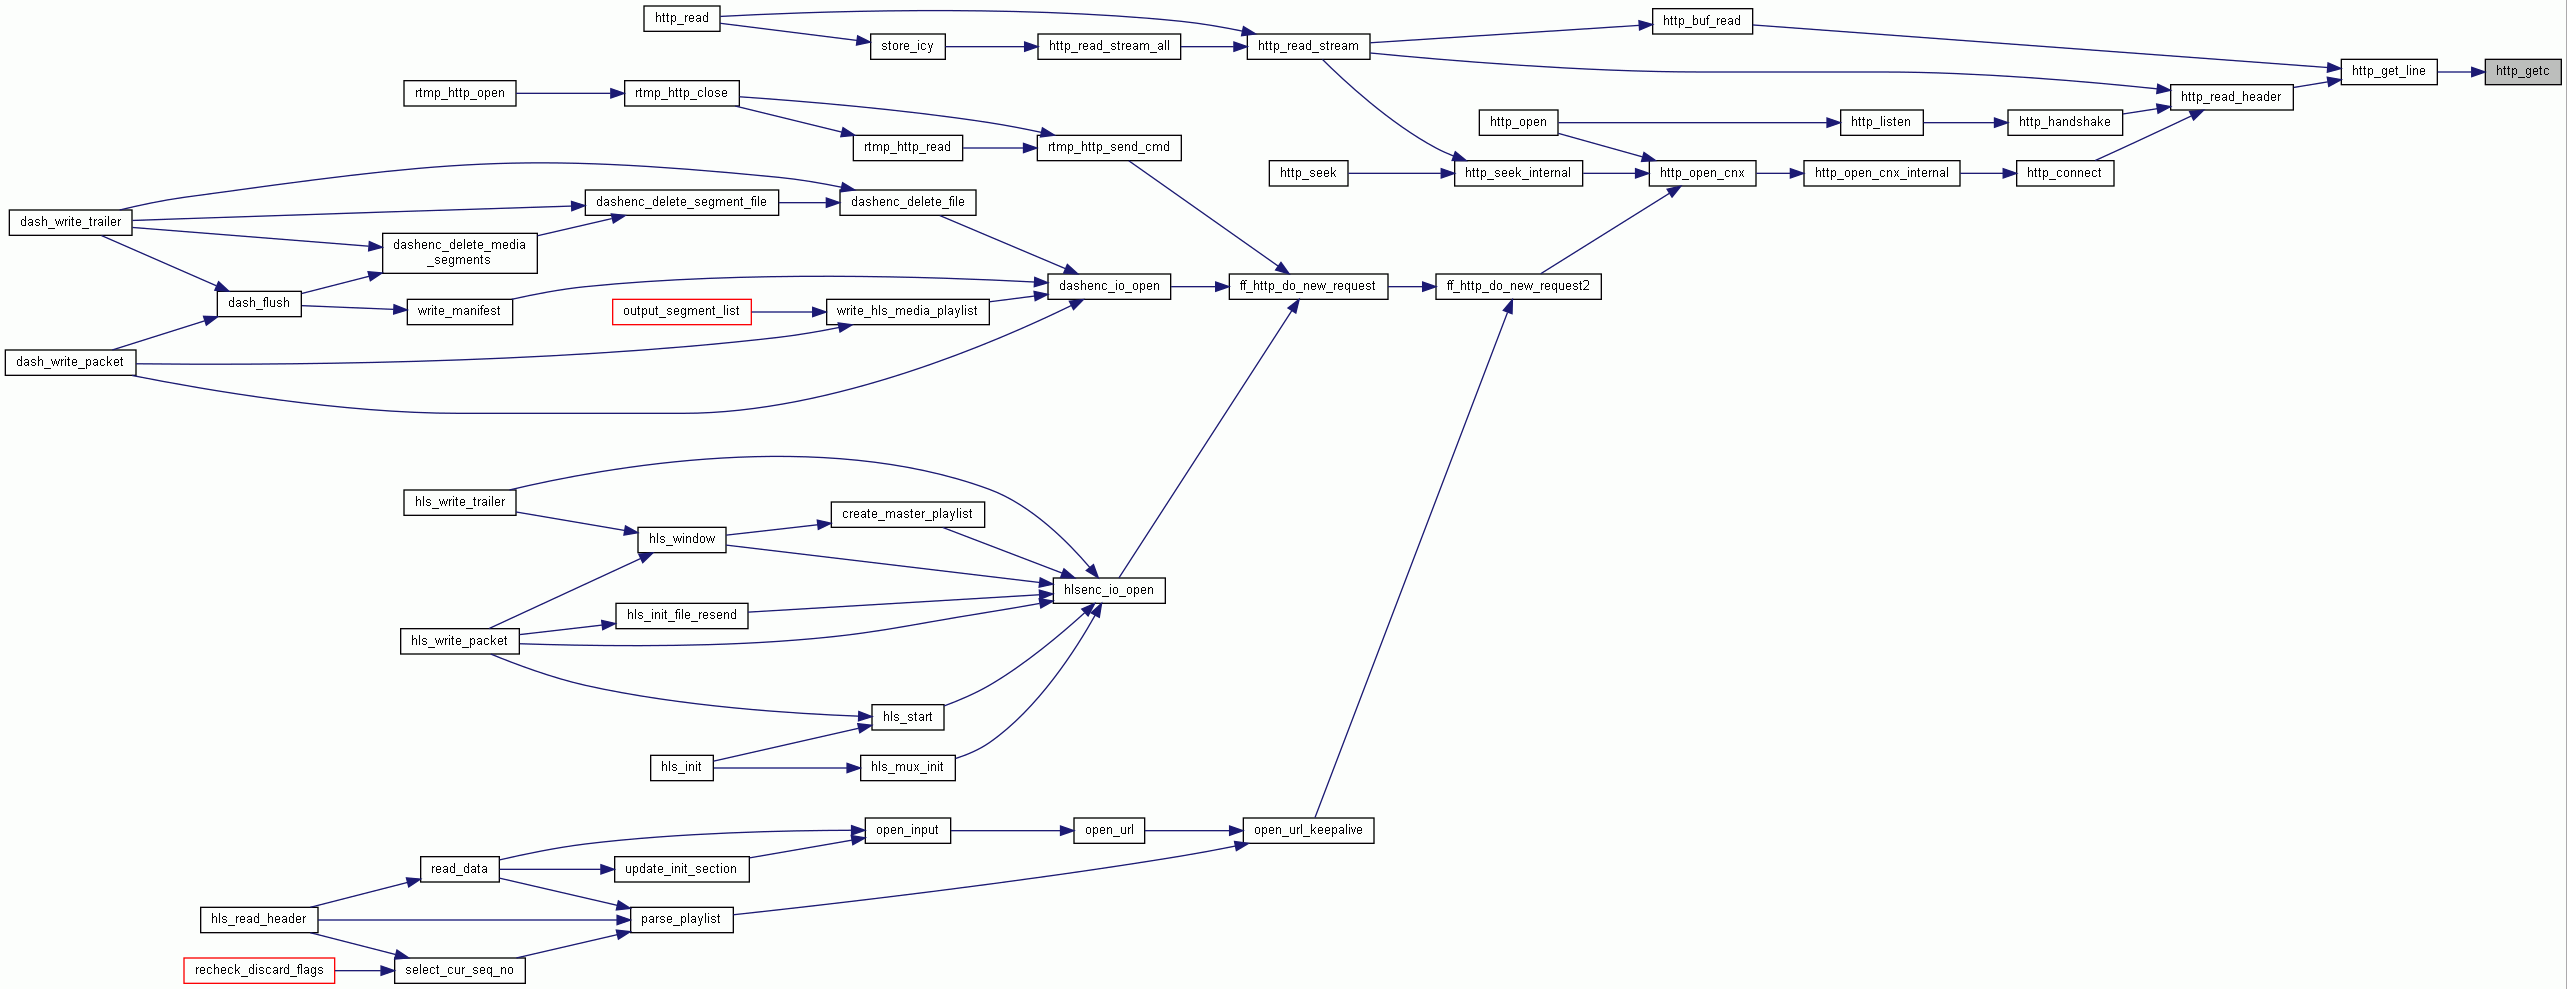 http_read
http_buf_read
store_icy
http_read_stream_all
http_read_stream
http_get_line
http_getc
rtmp_http_open
rtmp_http_close
http_read_header
http_open
http_listen
http_handshake
rtmp_http_read
rtmp_http_send_cmd
http_seek
http_seek_internal
http_open_cnx
http_open_cnx_internal
http_connect
dashenc_delete_segment_file
dashenc_delete_file
dash_write_trailer
dashenc_delete_media
_segments
dashenc_io_open
ff_http_do_new_request
ff_http_do_new_request2
dash_flush
write_manifest
output_segment_list
write_hls_media_playlist
dash_write_packet
hls_write_trailer
create_master_playlist
hls_window
hlsenc_io_open
hls_init_file_resend
hls_write_packet
hls_start
hls_init
hls_mux_init
open_input
open_url
open_url_keepalive
read_data
update_init_section
hls_read_header
parse_playlist
recheck_discard_flags
select_cur_seq_no